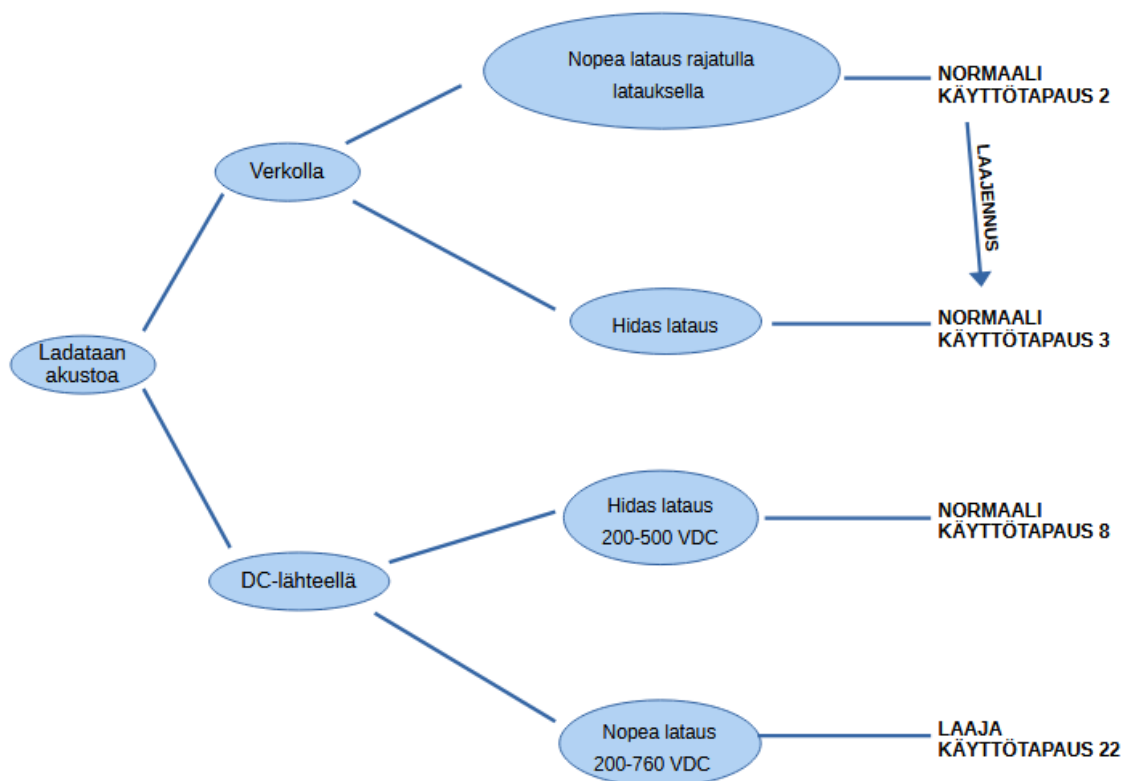 Nopea lataus rajatulla
latauksella
NORMAALI
KÄYTTÖTAPAUS 2
Verkolla
LAAJENNUS
Hidas lataus
NORMAALI
KÄYTTÖTAPAUS 3
Ladataan
akustoa
Hidas lataus
200-500 VDC
NORMAALI
KÄYTTÖTAPAUS 8
DC-lähteellä
Nopea lataus
200-760 VDC
LAAJA
KÄYTTÖTAPAUS 22